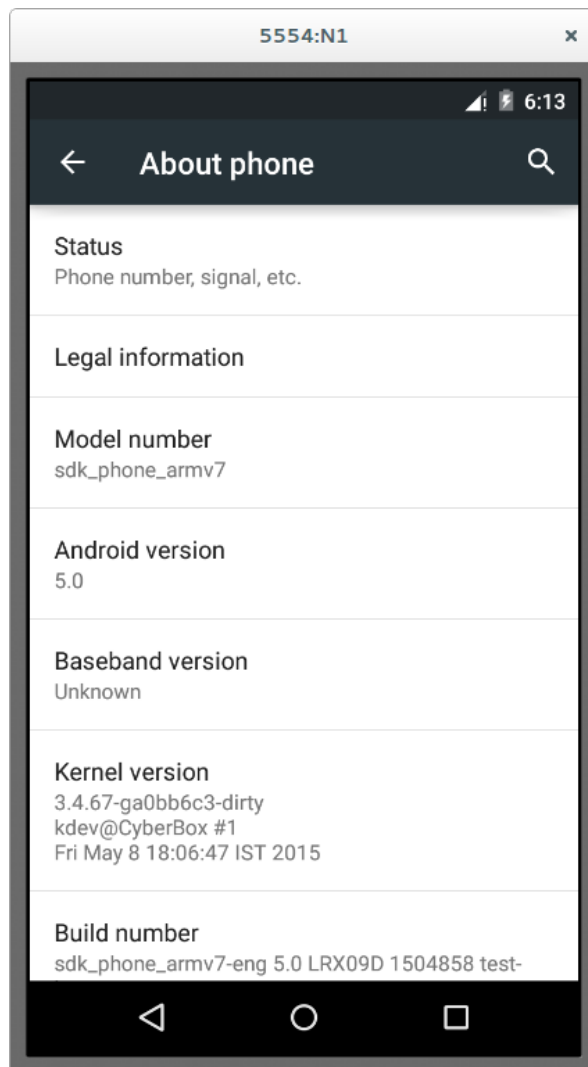 5554:N1
6:13
About phone
Status
Phone number, signal, etc.
Legal information
Model number
sdk_phone_armv7
Android version
5.0
Baseband version
Unknown
Kernel version
3.4.67-ga0bb6c3-dirty
kdev@CyberBox #1
Fri May 8 18:06:47 IST 2015
Build number
sdk_phone_armv7-eng 5.0 LRX09D 1504858 test-